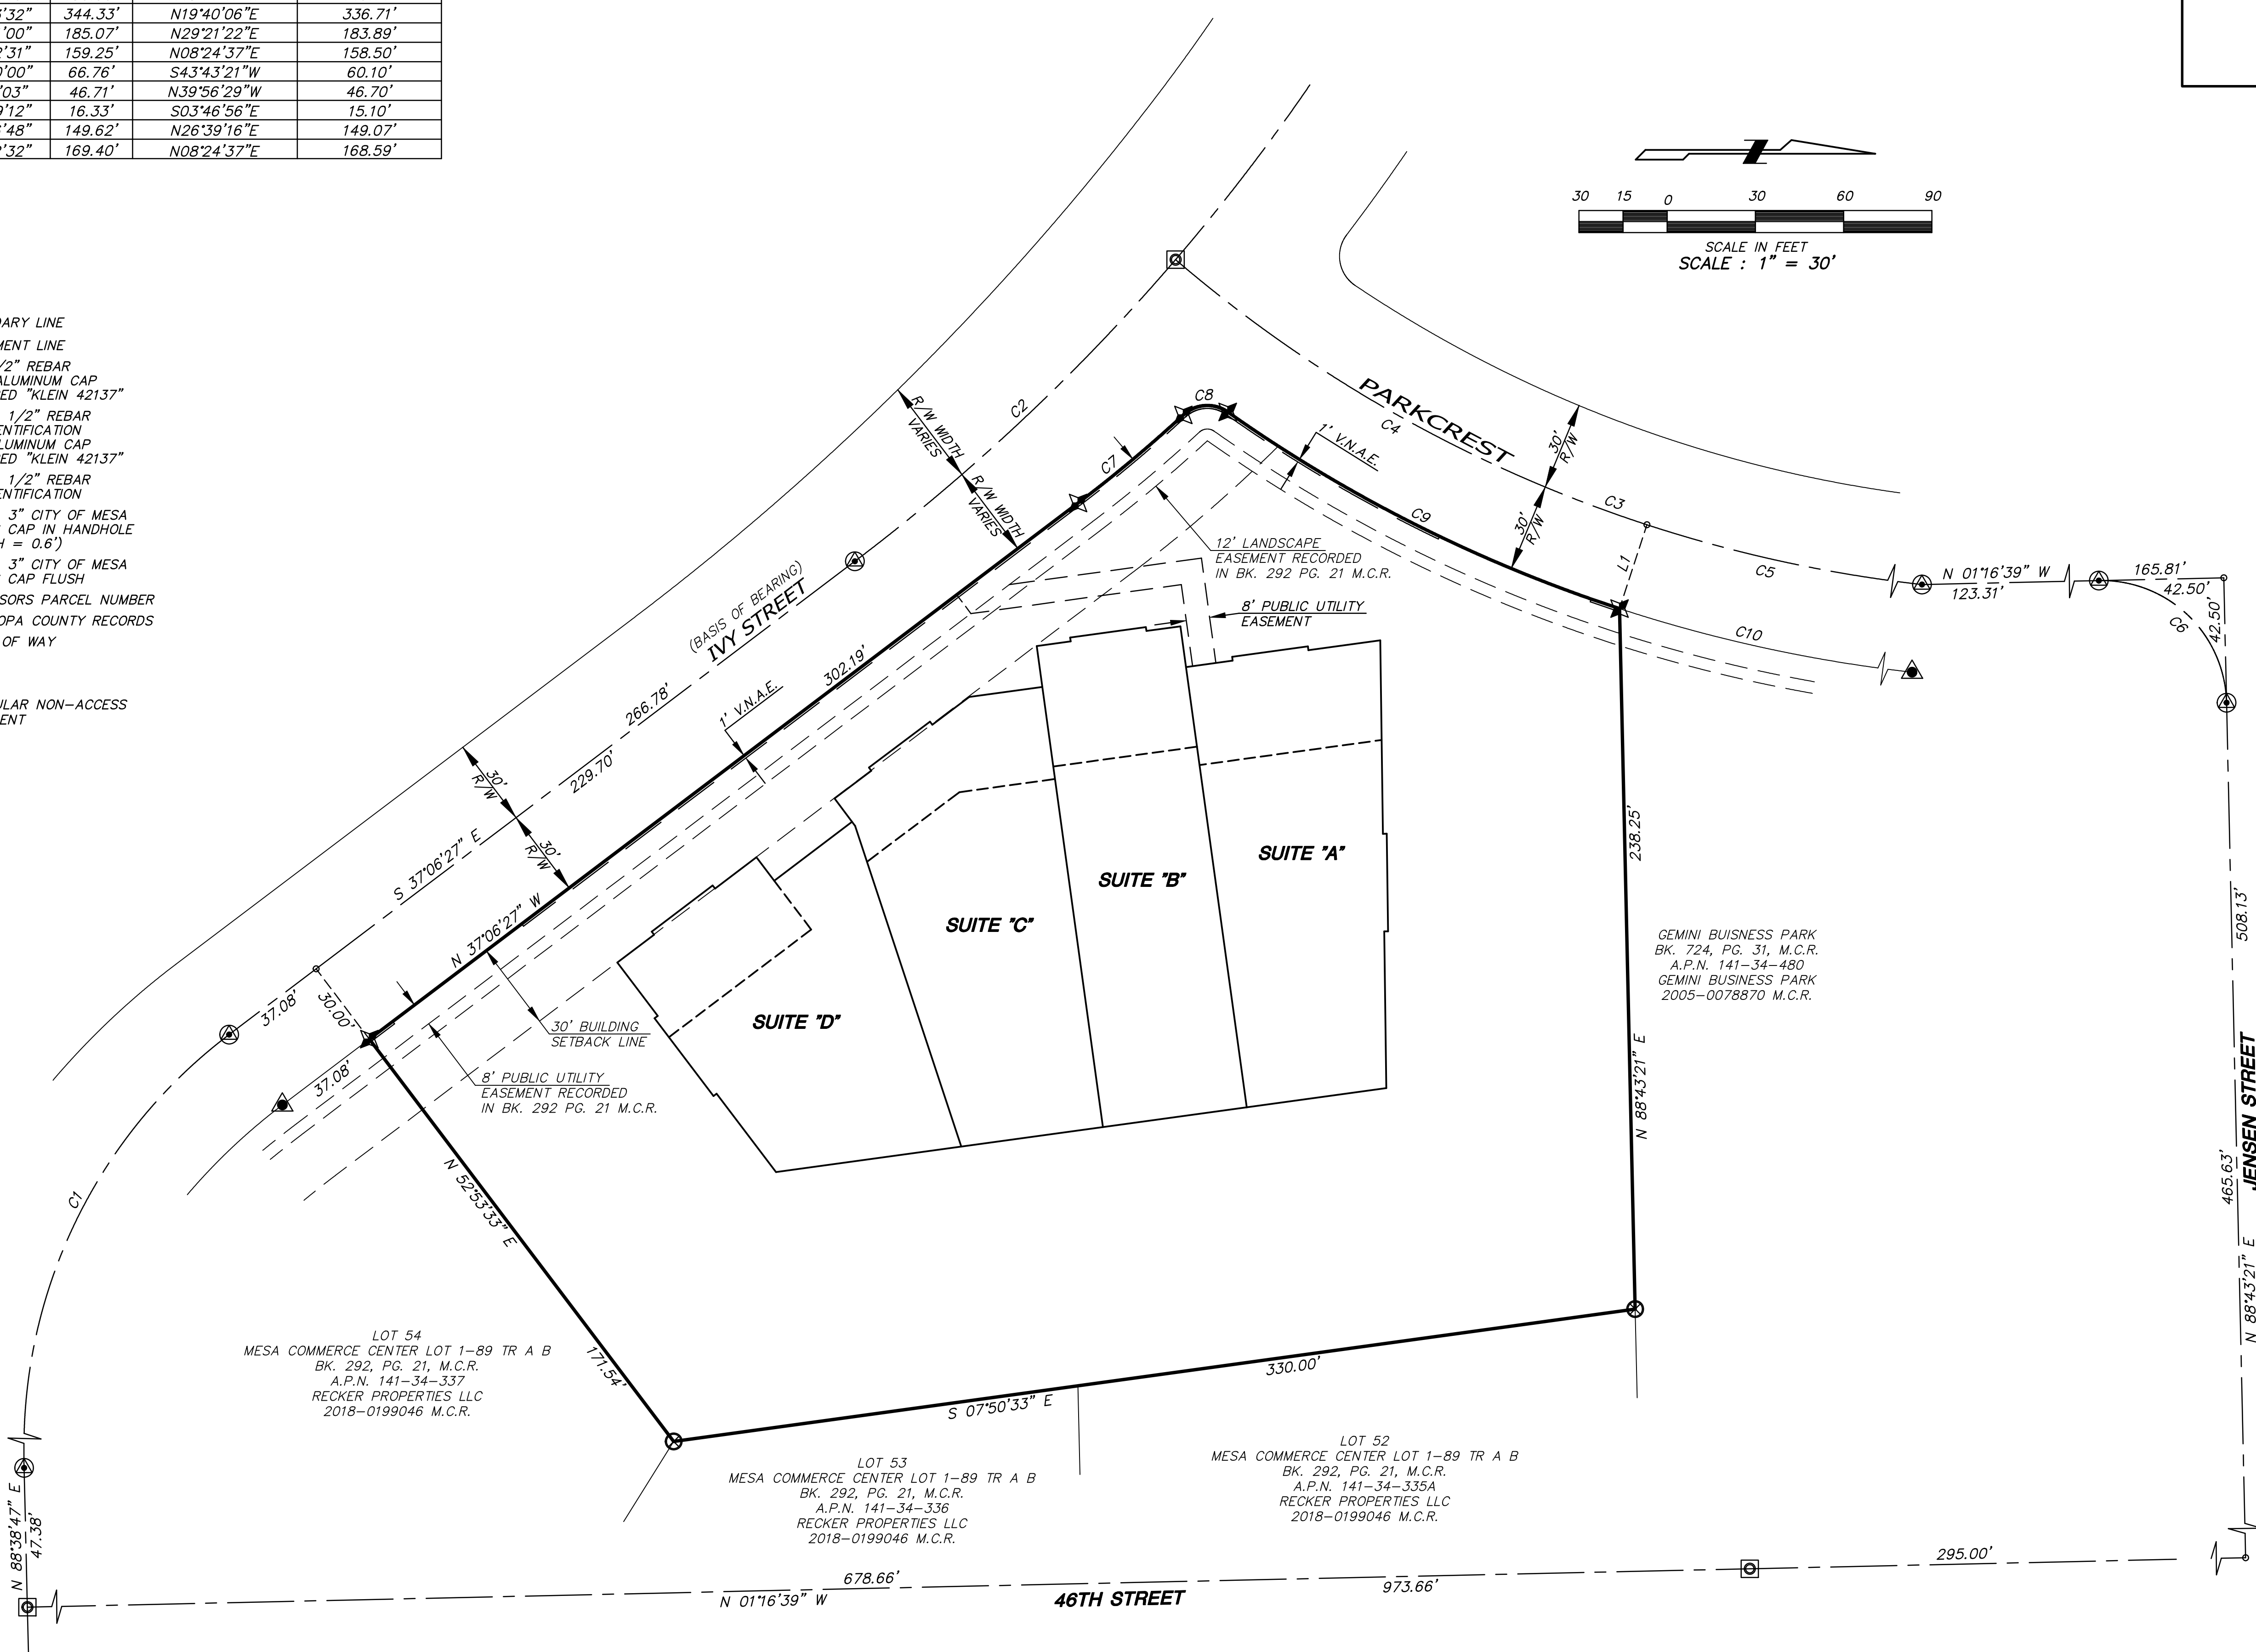 344.33' N19°40'06"E 336.71'
185.07' N29°21'22"E 183.89'
159.25' N08°24'37"E 158.50'
66.76' S43°43'21"W 60.10'
46.71' N39°56'29"W 46.70'
16.33' S03°46'56"E 15.10'
149.62' N26°39'16"E 149.07'
169.40' N08°24'37"E 168.59'
30 15 0 30 60 90
SCALE IN FEET
SCALE : 1" = 30'
DARY LINE
MENT LINE
/2" REBAR
ALUMINUM CAP
ED "KLEIN 42137"
1/2" REBAR
ENTIFICATION
LUMINUM CAP
ED "KLEIN 42137"
1/2" REBAR
ENTIFICATION
3" CITY OF MESA
CAP IN HANDHOLE
H = 0.6')
3" CITY OF MESA
CAP FLUSH
SORS PARCEL NUMBER
OPA COUNTY RECORDS
OF WAY
ULAR NON-ACCESS
ENT
R/W WIDTH
VARIES
R/W WIDTH
VARIES
C2
C7
C8
1' V.N.A.E.
PARKCREST
C4
30'
R/W
30'
R/W
C3
C9
L1
C5
C10
N 01°16'39" W
123.31'
165.81'
42.50'
42.50'
C6
12' LANDSCAPE
EASEMENT RECORDED
IN BK. 292 PG. 21 M.C.R.
8' PUBLIC UTILITY
EASEMENT
(BASIS OF BEARING)
IVY STREET
266.78'
229.70'
302.19'
1' V.N.A.E.
30'
R/W
30'
R/W
S 37°06'27" E
N 37°06'27" W
37.08'
30.00'
37.08'
30' BUILDING
SETBACK LINE
8' PUBLIC UTILITY
EASEMENT RECORDED
IN BK. 292 PG. 21 M.C.R.
SUITE "A"
SUITE "B"
SUITE "C"
SUITE "D"
238.25'
N 88°43'21" E
GEMINI BUISNESS PARK
BK. 724, PG. 31, M.C.R.
A.P.N. 141-34-480
GEMINI BUSINESS PARK
2005-0078870 M.C.R.
508.13'
JENSEN STREET
465.63'
N 88°43'21" E
C1
N 52°53'33" E
171.54'
LOT 54
MESA COMMERCE CENTER LOT 1-89 TR A B
BK. 292, PG. 21, M.C.R.
A.P.N. 141-34-337
RECKER PROPERTIES LLC
2018-0199046 M.C.R.
330.00'
S 07°50'33" E
LOT 53
MESA COMMERCE CENTER LOT 1-89 TR A B
BK. 292, PG. 21, M.C.R.
A.P.N. 141-34-336
RECKER PROPERTIES LLC
2018-0199046 M.C.R.
LOT 52
MESA COMMERCE CENTER LOT 1-89 TR A B
BK. 292, PG. 21, M.C.R.
A.P.N. 141-34-335A
RECKER PROPERTIES LLC
2018-0199046 M.C.R.
N 88°38'47" E
47.38'
678.66'
N 01°16'39" W
46TH STREET
973.66'
295.00'